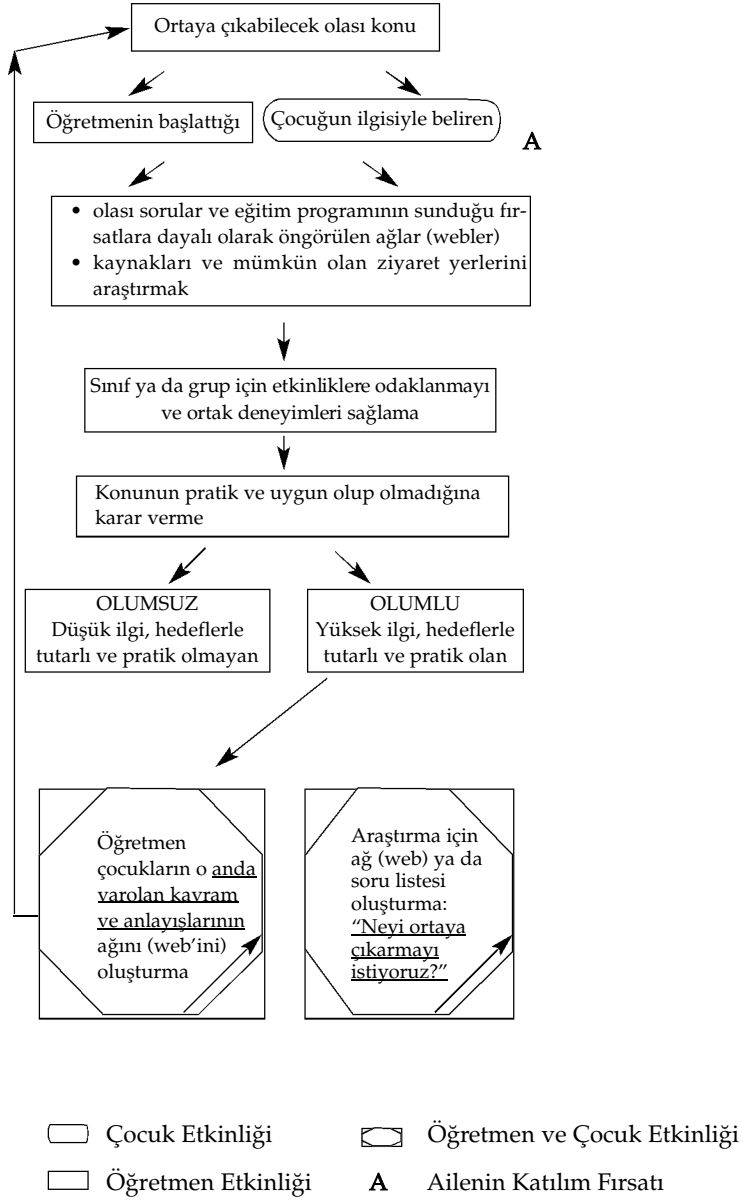 Ortaya çıkabilecek olası konu
Öğretmenin başlattığı
Çocuğun ilgisiyle beliren
A
• olası sorular ve eğitim programının sunduğu fır-
satlara dayalı olarak öngörülen ağlar (webler)
• kaynakları ve mümkün olan ziyaret yerlerini
araştırmak
Sınıf ya da grup için etkinliklere odaklanmayı
ve ortak deneyimleri sağlama
Konunun pratik ve uygun olup olmadığına
karar verme
OLUMSUZ
Düşük ilgi, hedeflerle
tutarlı ve pratik olmayan
OLUMLU
Yüksek ilgi, hedeflerle
tutarlı ve pratik olan
Öğretmen
çocukların o anda
varolan kavram
ve anlayışlarının
ağını (web'ini)
oluşturma
Araştırma için
ağ (web) ya da
soru listesi
oluşturma:
“Neyi ortaya
çıkarmayı
istiyoruz?”
Çocuk Etkinliği
Öğretmen ve Çocuk Etkinliği
Öğretmen Etkinliği
A Ailenin Katılım Fırsatı